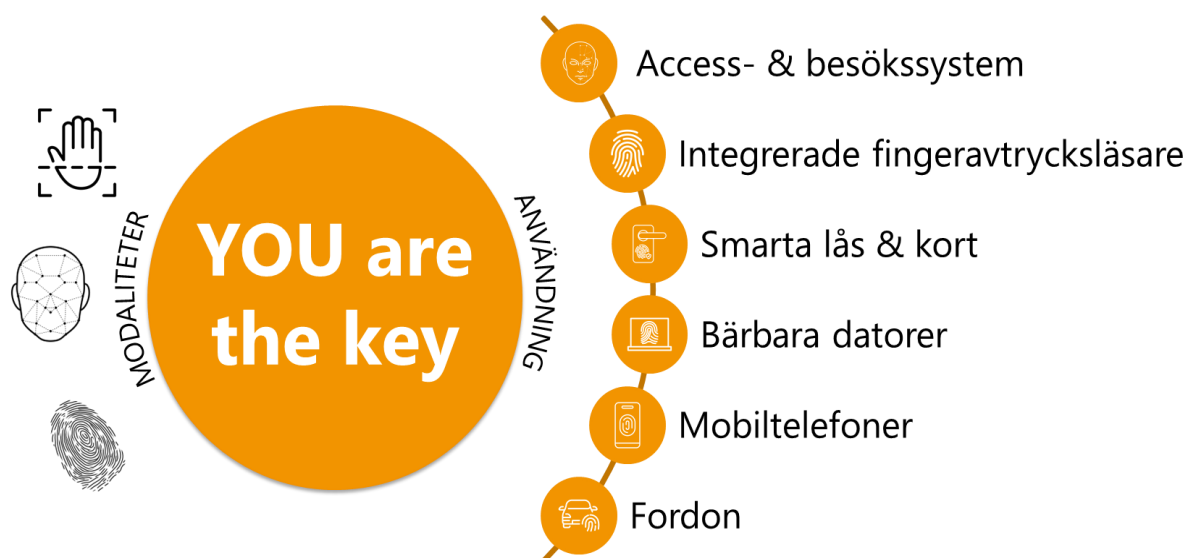 MODALITETER
YOU are
the key
ANVÄNDNING
Access- & besökssystem
Integrerade fingeravtrycksläsare
Smarta lås & kort
Bärbara datorer
Mobiltelefoner
Fordon